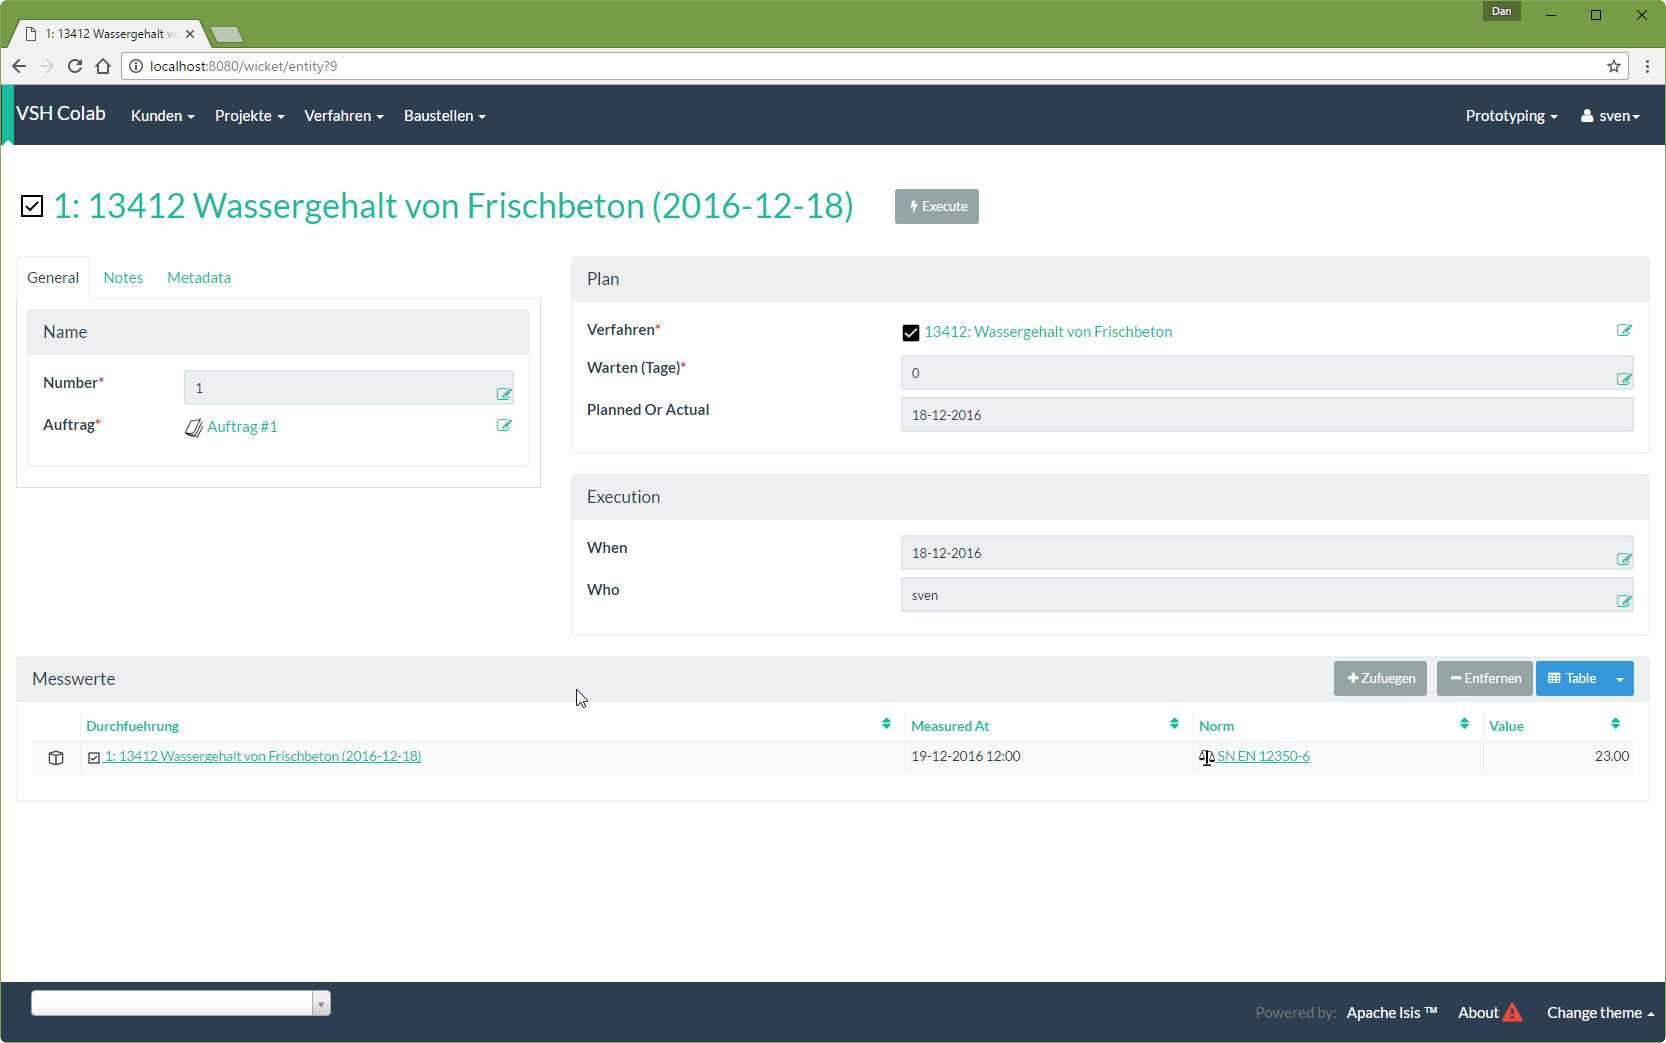 Dan
1: 13412 Wassergehalt vo
localhost:8080/wicket/entity?9
VSH Colab Kunden Projekte Verfahren Baustellen Prototyping sven
1: 13412 Wassergehalt von Frischbeton (2016-12-18) Execute
General Notes Metadata
Name
Number* 1
Auftrag* Auftrag #1
Plan
Verfahren* 13412: Wassergehalt von Frischbeton
Warten (Tage)* 0
Planned Or Actual 18-12-2016
Execution
When 18-12-2016
Who sven
Messwerte Zufuegen Entfernen Table
Durchfuehrung Measured At Norm Value
1: 13412 Wassergehalt von Frischbeton (2016-12-18) 19-12-2016 12:00 SN EN 12350-6 23.00
Powered by: Apache Isis ™ About Change theme